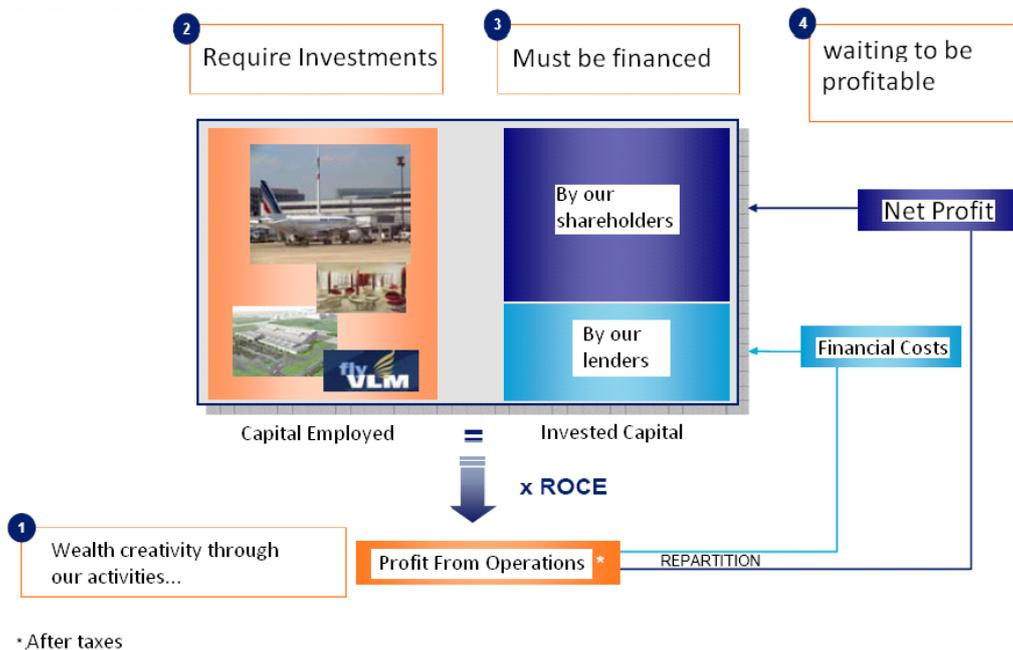 2
Require Investments
3
Must be financed
4
waiting to be
profitable
By our
shareholders
Net Profit
By our
lenders
Financial Costs
fly
VLM
Capital Employed
=
Invested Capital
x ROCE
1
Wealth creativity through
our activities...
Profit From Operations *
REPARTITION
* After taxes